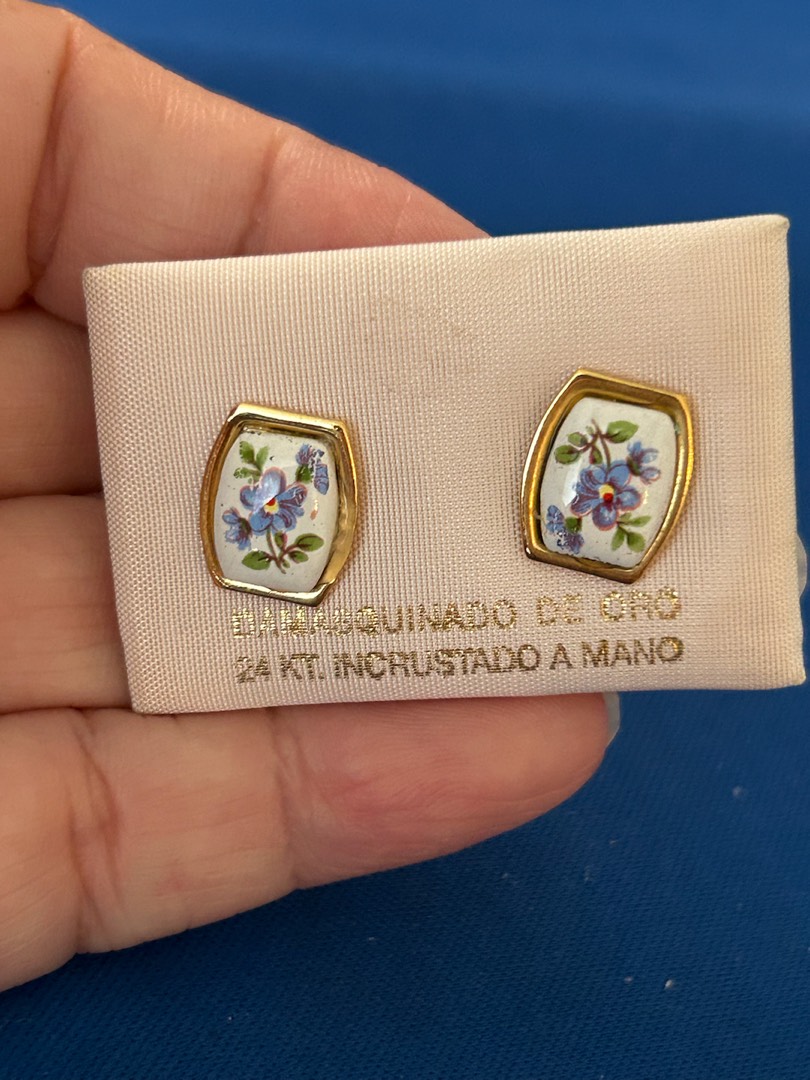 DAMASQUINADO DE ORO
24 KT. INCRUSTADO A MANO